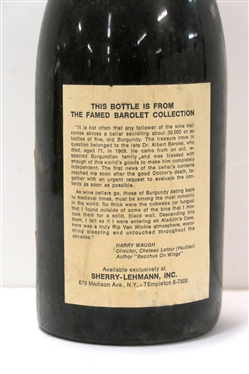 THIS BOTTLE IS FROM
THE FAMED BAROLET COLLECTION
"It is not often that any follower of the wine trail
comes across a cellar secreting about 30,000 or so
bottles of fine, old Burgundy. The treasure trove in
question belonged to the late Dr. Albert Barolet, who
died, aged 71, in 1969. He came from an old, re-
spected Burgundian family and was blessed with
enough of this world's goods to make him completely
independent. The first news of the cellar's contents
reached me soon after the good Doctor's death, to-
gether with an urgent request to evaluate the con-
tents as soon as possible.
As wine cellars go, those of Burgundy dating back
to medieval times, must be among the most romantic
in the world. So thick were the cobwebs (or fungus)
that I found outside of some of the bins that I mis-
took them for a solid, black wall. Descending into
them, I felt as if I were entering an Aladdin's Cave.
Here was a truly Rip Van Winkle atmosphere, every-
thing sleeping and untouched throughout the
decades."
HARRY WAUGH
Director, Chateau Latour (Pauillac)
Author "Bacchus On Wings"
Available exclusively at
SHERRY-LEHMANN, INC.
679 Madison Ave., N.Y. - TEmpleton 8-7500